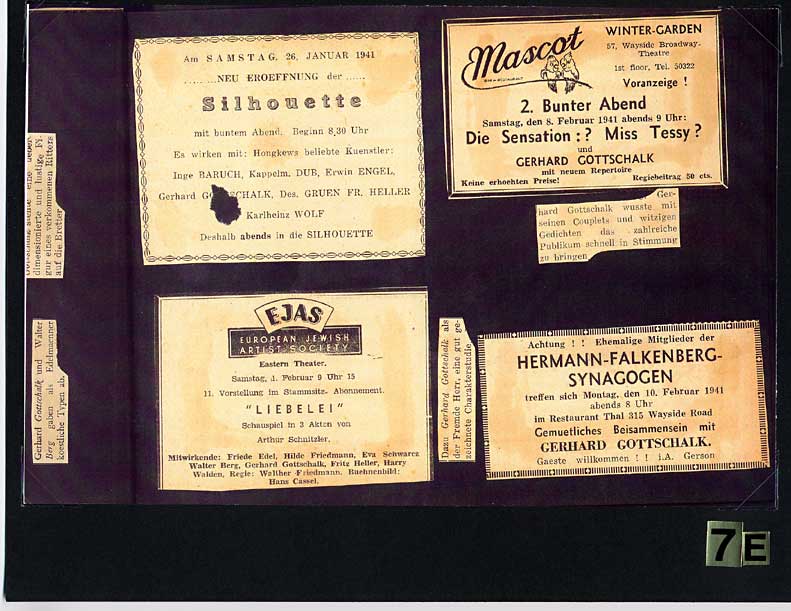 Am SAMSTAG, 26, JANUAR 1941
.........NEU EROEFFNUNG der ......
Silhouette
mit buntem Abend. Beginn 8,30 Uhr
Es wirken mit: Hongkews beliebte Kuenstler:
Inge BARUCH, Kappelm. DUB, Erwin ENGEL,
Gerhard G SCHALK, Des. GRUEN FR. HELLER
Karlheinz WOLF
Deshalb abends in die SILHOUETTE
Mascot
BAR RESTAURANT
WINTER-GARDEN
57, Wayside Broadway-
Theatre
1st floor, Tel. 50322
Voranzeige !
2. Bunter Abend
Samstag, den 8. Februar 1941 abends 9 Uhr:
Die Sensation : ? Miss Tessy ?
und
GERHARD GOTTSCHALK
mit neuem Repertoire
Keine erhoehten Preise! Regiebeitrag 50 cts.
Ger-
hard Gottschalk wusste mit
seinen Couplets und witzigen
Gedichten das zahlreiche
Publikum schnell in Stimmung
zu bringen
stellte eine ueber-
dimensionierte und lustige Fi-
gur eines verkommenen Ritters
auf die Bretter
Gerhard Gottschalk und Walter
Berg gaben als Edelmaenner
koestliche Typen ab.
EJAS
EUROPEAN JEWISH
ARTIST SOCIETY
Eastern Theater.
Samstag, 1. Februar 9 Uhr 15
11. Vorstellung im Stammsitz- Abonnement.
"LIEBELEI"
Schauspiel in 3 Akten von
Arthur Schnitzler.
Mitwirkende: Friede Edel, Hilde Friedmann, Eva Schwarcz
Walter Berg, Gerhard Gottschalk, Fritz Heller, Harry
Walden, Regie: Walther Friedmann. Buehnenbild:
Hans Cassel.
Dazu Gerhard Gottschalk als
der Fremde Herr, eine gut ge-
zeichnete Charakterstudie
Achtung ! ! Ehemalige Mitglieder der
HERMANN-FALKENBERG-
SYNAGOGEN
treffen sich Montag, den 10. Februar 1941
abends 8 Uhr
im Restaurant Thal 315 Wayside Road
Gemuetliches Beisammensein mit
GERHARD GOTTSCHALK.
Gaeste willkommen ! ! i.A. Gerson
7E